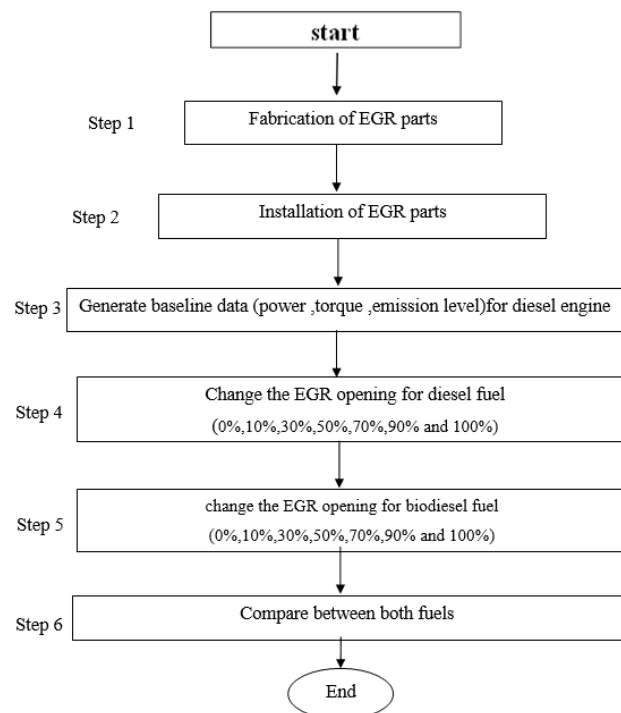 start
Step 1
Fabrication of EGR parts
Step 2
Installation of EGR parts
Step 3
Generate baseline data (power ,torque ,emission level)for diesel engine
Step 4
Change the EGR opening for diesel fuel
(0%,10%,30%,50%,70%,90% and 100%)
Step 5
change the EGR opening for biodiesel fuel
(0%,10%,30%,50%,70%,90% and 100%)
Step 6
Compare between both fuels
End